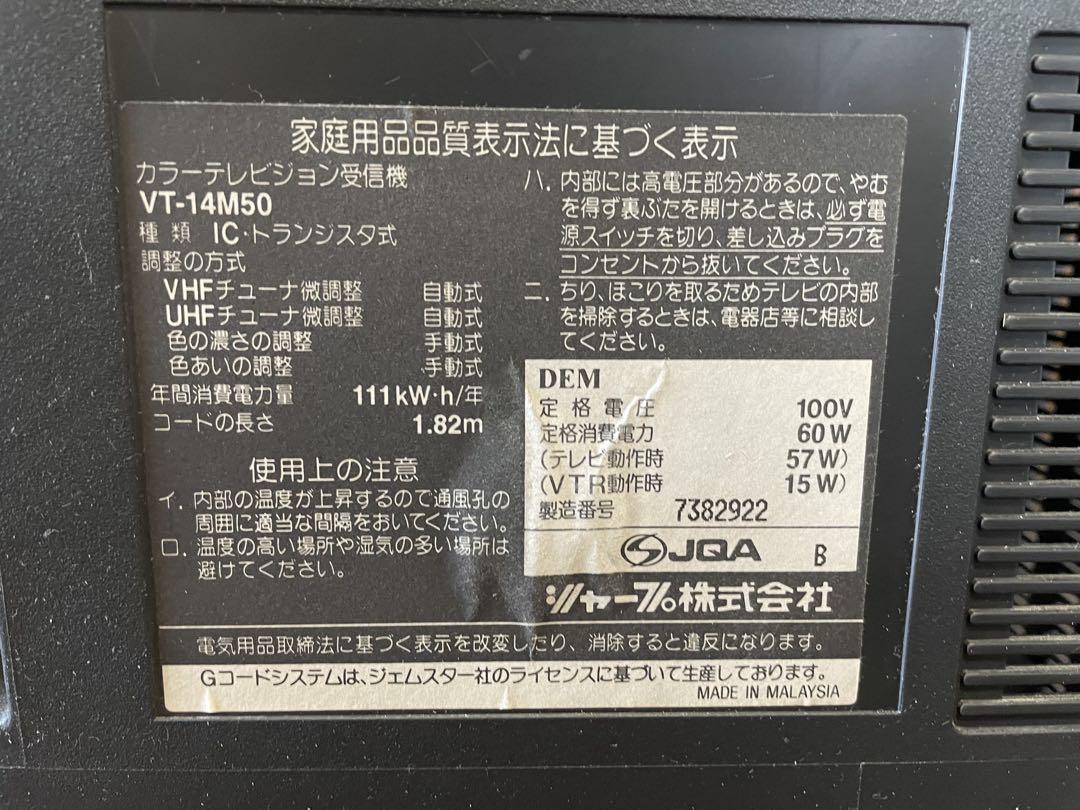 家庭用品品質表示法に基づく表示
カラーテレビジョン受信機
VT-14M50
種類 IC・トランジスタ式
調整の方式
VHFチューナ微調整 自動式
UHFチューナ微調整 自動式
色の濃さの調整 手動式
色あいの調整 手動式
年間消費電力量 111kW・h/年
コードの長さ 1.82m
使用上の注意
イ. 内部の温度が上昇するので通風孔の
周囲に適当な間隔をおいてください。
ロ. 温度の高い場所や湿気の多い場所は
避けてください。
ハ. 内部には高電圧部分があるので、やむ
を得ず裏ぶたを開けるときは、必ず電
源スイッチを切り、差し込みプラグを
コンセントから抜いてください。
ニ. ちり、ほこりを取るためテレビの内部
を掃除するときは、電器店等に相談し
てください。
DEM
定格電圧 100V
定格消費電力 60W
(テレビ動作時 57W)
(VTR動作時 15W)
製造番号 7382922
JQA B
シャープ株式会社
電気用品取締法に基づく表示を改変したり、消除すると違反になります。
Gコードシステムは、ジェムスター社のライセンスに基づいて生産しております。
MADE IN MALAYSIA